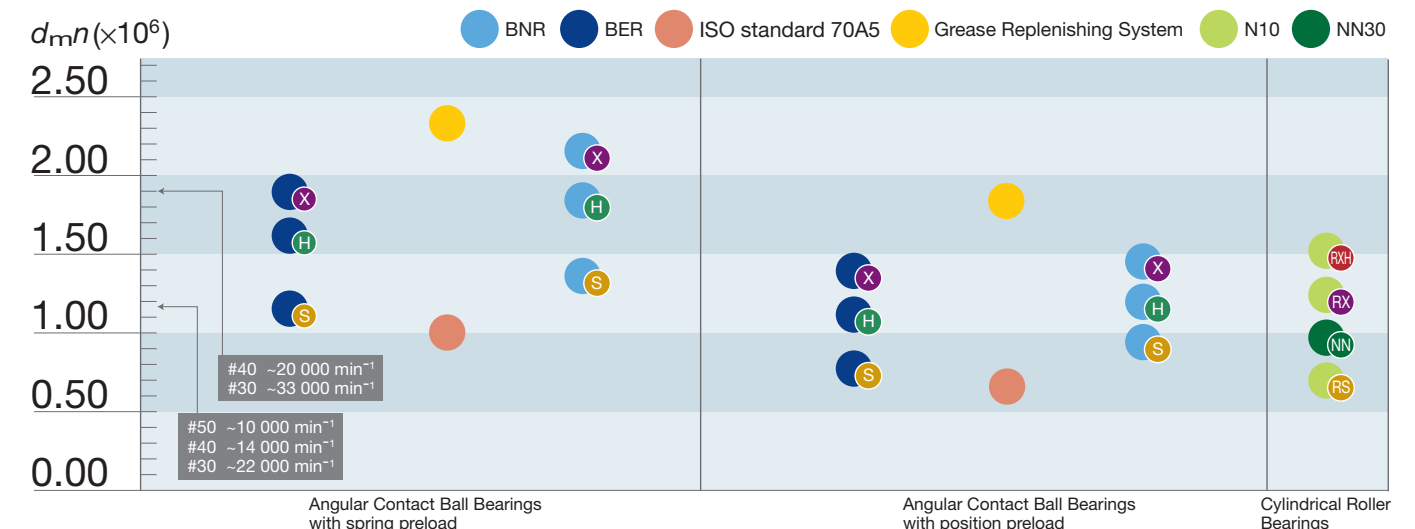 dmn(×10⁶)
BNR BER ISO standard 70A5 Grease Replenishing System N10 NN30
2.50
2.00
X
X
H
H
1.50
RXH
X
X
S
RX
H
S
H
1.00
NN
S
#40 ~20 000 min⁻¹
#30 ~33 000 min⁻¹
S
RS
0.50
#50 ~10 000 min⁻¹
#40 ~14 000 min⁻¹
#30 ~22 000 min⁻¹
0.00
Angular Contact Ball Bearings
with spring preload
Angular Contact Ball Bearings
with position preload
Cylindrical Roller
Bearings